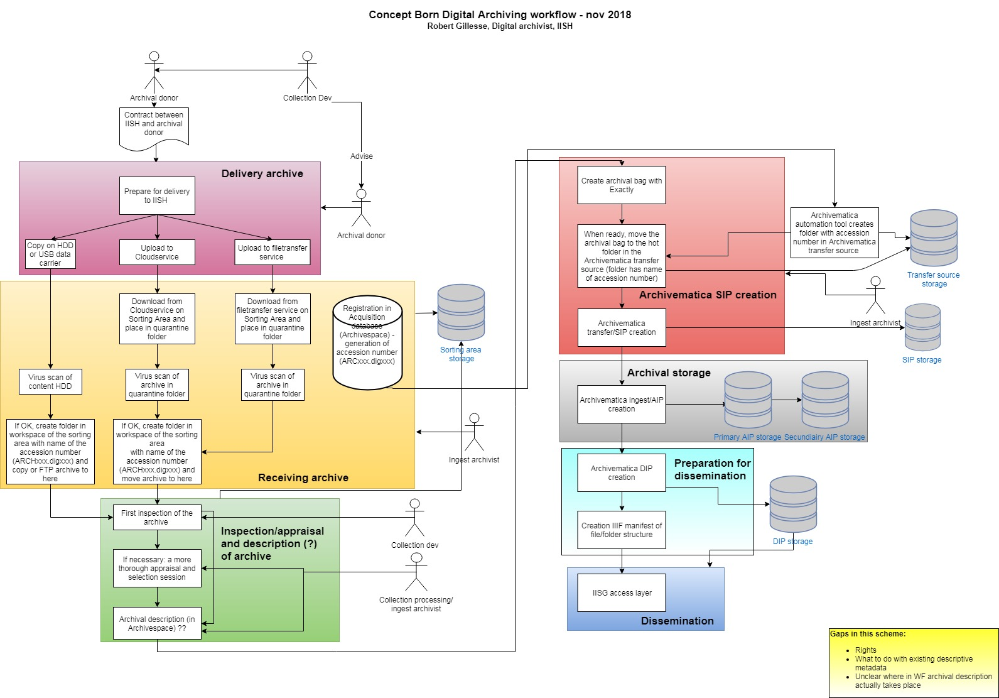 Concept Born Digital Archiving workflow - nov 2018
Robert Gillesse, Digital archivist, IISH
Archival donor
Collection Dev
Contract between
IISH and archival
donor
Advise
Archival donor
Delivery archive
Prepare for delivery
to IISH
Copy on HDD
or USB data
carrier
Upload to
Cloudservice
Upload to filetransfer
service
Download from
Cloudservice on
Sorting Area and
place in quarantine
folder
Download from
filetransfer service on
Sorting Area and
place in quarantine
folder
Registration in
Acquisition
database
(Archivespace) -
generation of
accession number
(ARCxxx.digxxx)
Sorting area
storage
Virus scan of
content HDD
Virus scan of
archive in
quarantine folder
Virus scan of
archive in
quarantine folder
If OK, create folder in
workspace of the sorting
area with name of the
accession number
(ARCHxxx.digxxx) and
copy or FTP archive to
here
If OK, create folder in
workspace of the sorting
area
with name of the
accession number
(ARCHxxx.digxxx) and
move archive to here
Receiving archive
Ingest archivist
First inspection of the
archive
Inspection/appraisal
and description (?)
of archive
If necessary: a more
thorough appraisal and
selection session
Archival description (in
Archivespace) ??
Collection dev
Collection processing/
ingest archivist
Create archival bag with
Exactly
When ready, move the
archival bag to the hot
folder in the
Archivematica transfer
source (folder has name
of accession number)
Archivematica SIP creation
Archivematica
transfer/SIP creation
Archivematica
automation tool creates
folder with accession
number in Archivematica
transfer source
Transfer source
storage
Ingest archivist
SIP storage
Archival storage
Archivematica ingest/AIP
creation
Primary AIP storage
Secundiairy AIP storage
Archivematica DIP
creation
Preparation for
dissemination
Creation IIIF manifest of
file/folder structure
DIP storage
IISG access layer
Dissemination
Gaps in this scheme:
• Rights
• What to do with existing descriptive
metadata
• Unclear where in WF archival description
actually takes place